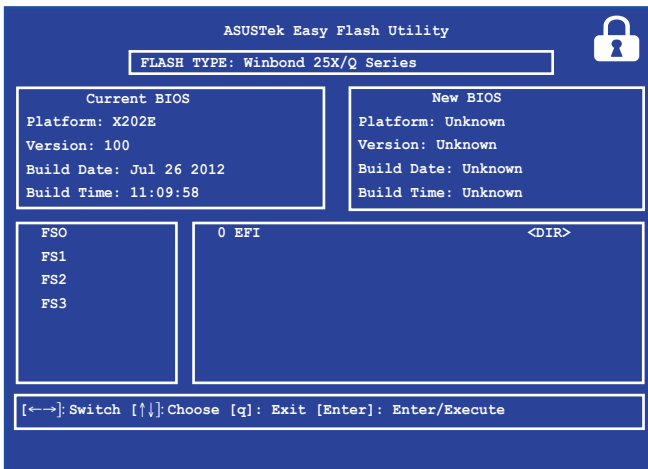 ASUSTek Easy Flash Utility
FLASH TYPE: Winbond 25X/Q Series
Current BIOS
Platform: X202E
Version: 100
Build Date: Jul 26 2012
Build Time: 11:09:58
New BIOS
Platform: Unknown
Version: Unknown
Build Date: Unknown
Build Time: Unknown
FSO
FS1
FS2
FS3
0 EFI <DIR>
[←→]: Switch [↑↓]: Choose [q]: Exit [Enter]: Enter/Execute